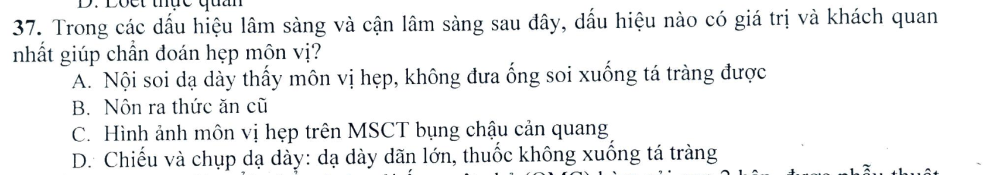 D. Loét thực quản
37. Trong các dấu hiệu lâm sàng và cận lâm sàng sau đây, dấu hiệu nào có giá trị và khách quan
nhất giúp chẩn đoán hẹp môn vị?
A. Nội soi dạ dày thấy môn vị hẹp, không đưa ống soi xuống tá tràng được
B. Nôn ra thức ăn cũ
C. Hình ảnh môn vị hẹp trên MSCT bụng chậu cản quang
D. Chiếu và chụp dạ dày: dạ dày dãn lớn, thuốc không xuống tá tràng